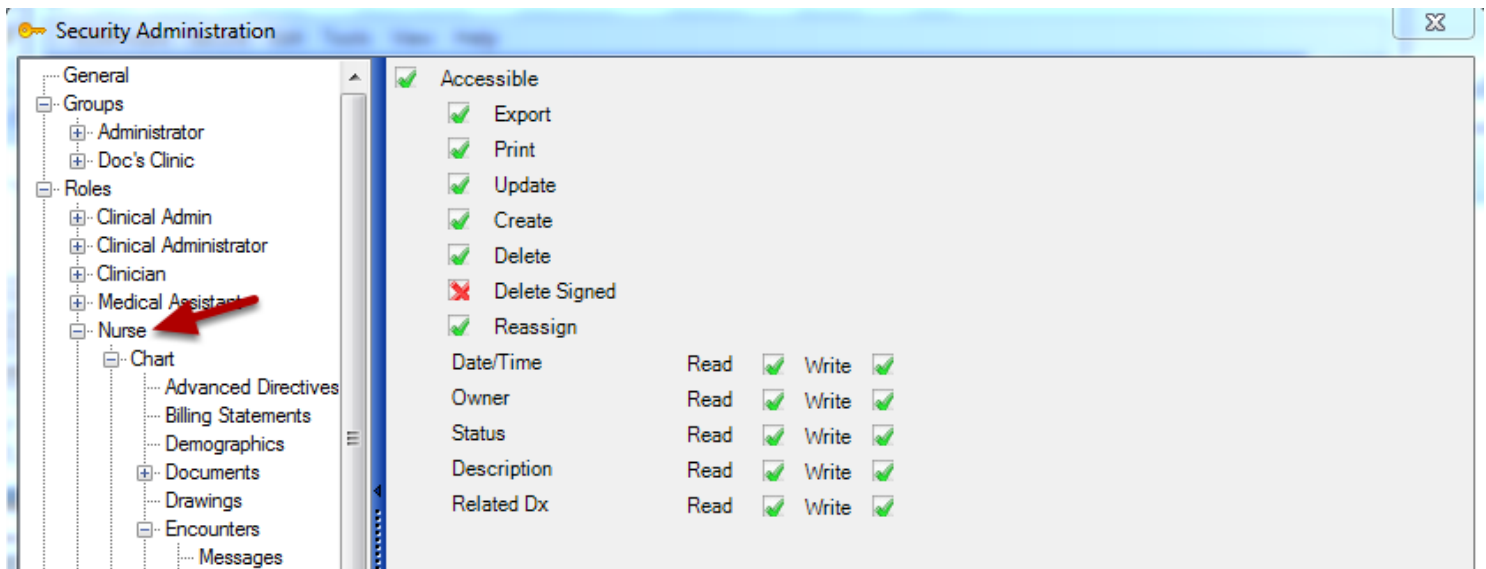 Security Administration
General
Groups
Administrator
Doc's Clinic
Roles
Clinical Admin
Clinical Administrator
Clinician
Medical Assistant
Nurse
Chart
Advanced Directives
Billing Statements
Demographics
Documents
Drawings
Encounters
Messages
Accessible
Export
Print
Update
Create
Delete
Delete Signed
Reassign
Date/Time Read Write
Owner Read Write
Status Read Write
Description Read Write
Related Dx Read Write